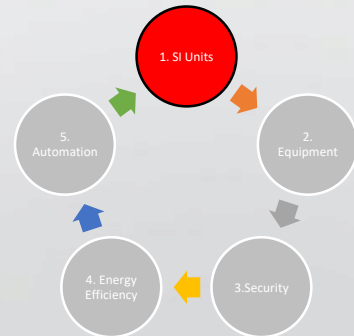 1. SI Units
2.
Equipment
3.Security
4. Energy
Efficiency
5.
Automation